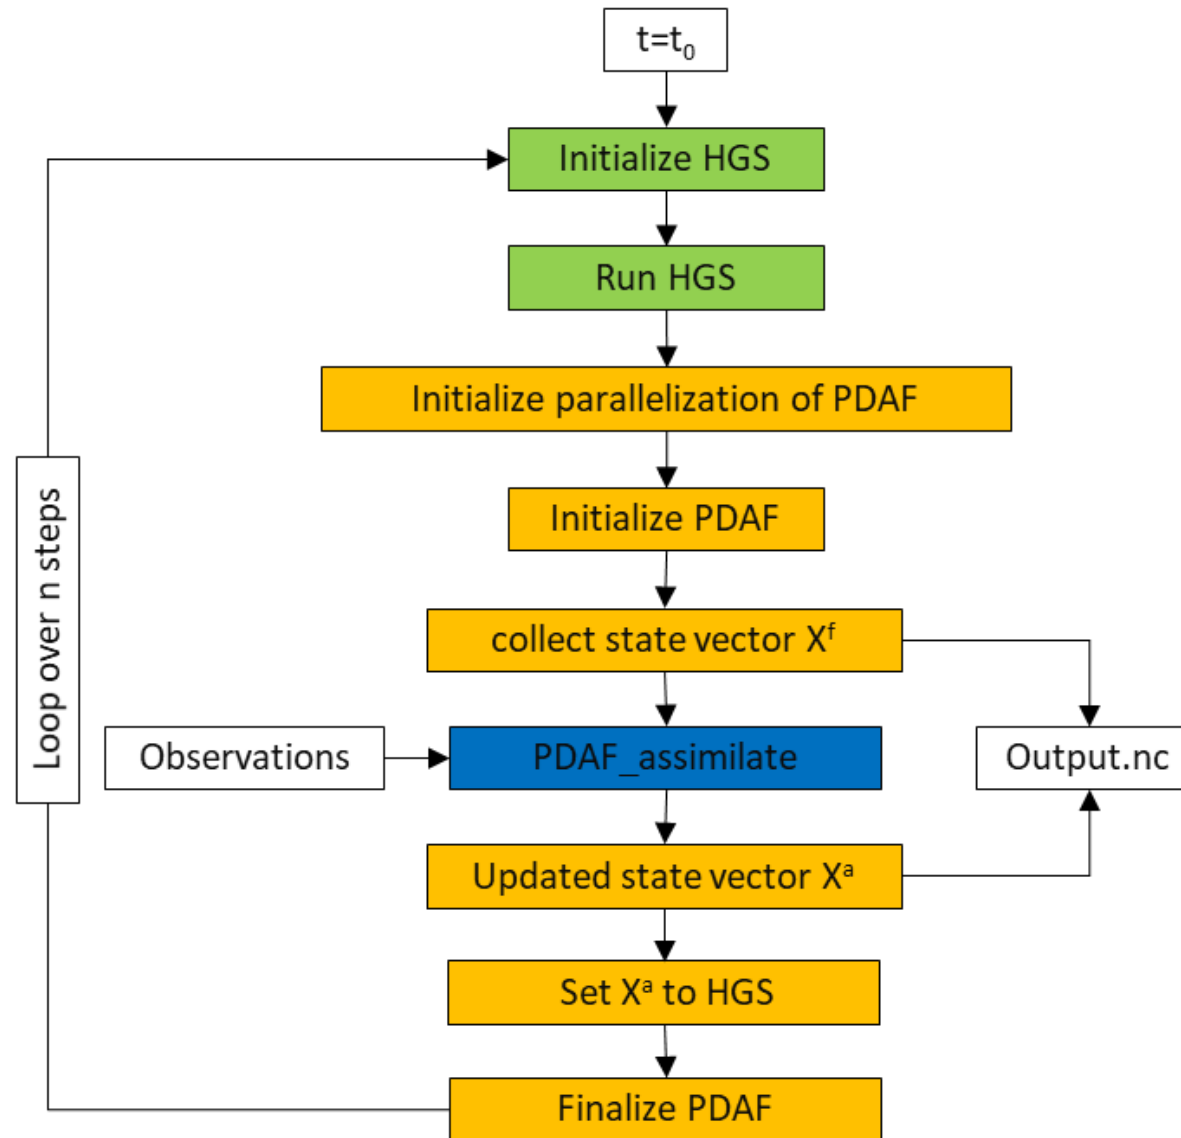 t=t₀
Initialize HGS
Run HGS
Initialize parallelization of PDAF
Initialize PDAF
collect state vector Xᶠ
Loop over n steps
Observations
PDAF_assimilate
Output.nc
Updated state vector Xᵃ
Set Xᵃ to HGS
Finalize PDAF